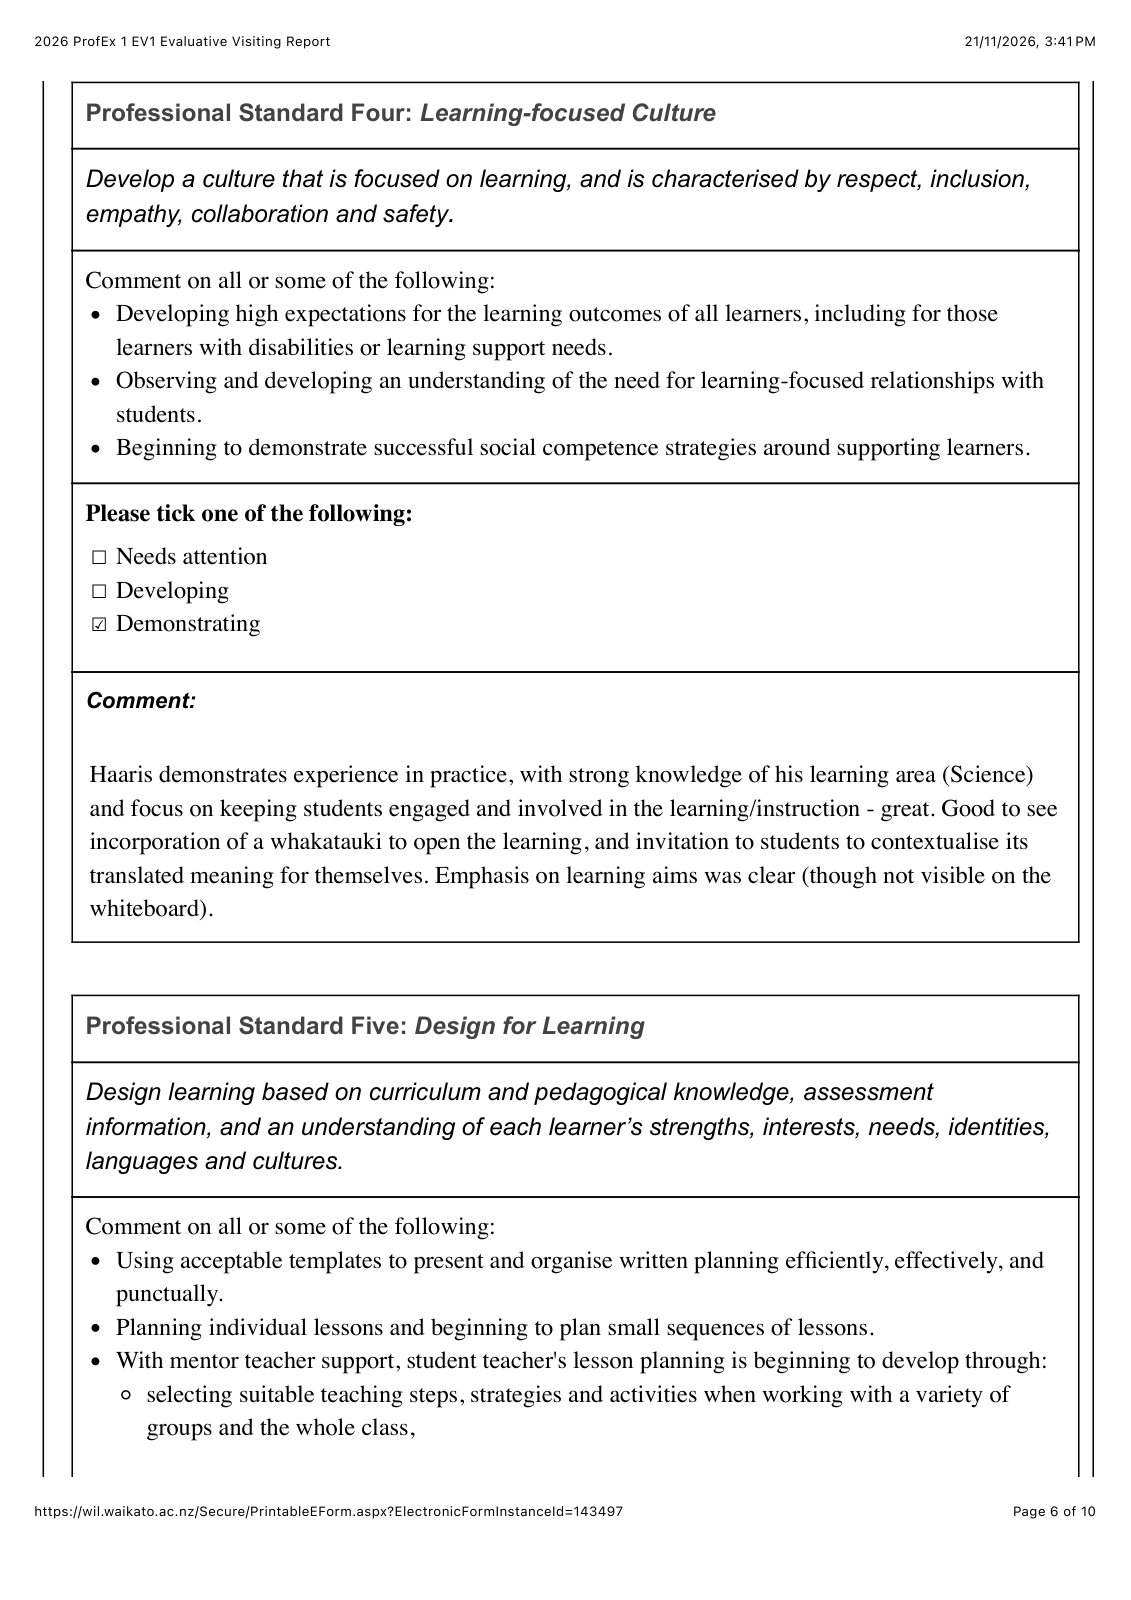 2026 ProfEx 1 EV1 Evaluative Visiting Report
21/11/2026, 3:41 PM
Professional Standard Four: Learning-focused Culture
Develop a culture that is focused on learning, and is characterised by respect, inclusion,
empathy, collaboration and safety.
Comment on all or some of the following:
• Developing high expectations for the learning outcomes of all learners, including for those
learners with disabilities or learning support needs.
• Observing and developing an understanding of the need for learning-focused relationships with
students.
• Beginning to demonstrate successful social competence strategies around supporting learners.
Please tick one of the following:
☐ Needs attention
☐ Developing
☑ Demonstrating
Comment:
Haaris demonstrates experience in practice, with strong knowledge of his learning area (Science)
and focus on keeping students engaged and involved in the learning/instruction - great. Good to see
incorporation of a whakatauki to open the learning, and invitation to students to contextualise its
translated meaning for themselves. Emphasis on learning aims was clear (though not visible on the
whiteboard).
Professional Standard Five: Design for Learning
Design learning based on curriculum and pedagogical knowledge, assessment
information, and an understanding of each learner’s strengths, interests, needs, identities,
languages and cultures.
Comment on all or some of the following:
• Using acceptable templates to present and organise written planning efficiently, effectively, and
punctually.
• Planning individual lessons and beginning to plan small sequences of lessons.
• With mentor teacher support, student teacher's lesson planning is beginning to develop through:
◦ selecting suitable teaching steps, strategies and activities when working with a variety of
groups and the whole class,
https://wil.waikato.ac.nz/Secure/PrintableEForm.aspx?ElectronicFormInstanceId=143497
Page 6 of 10